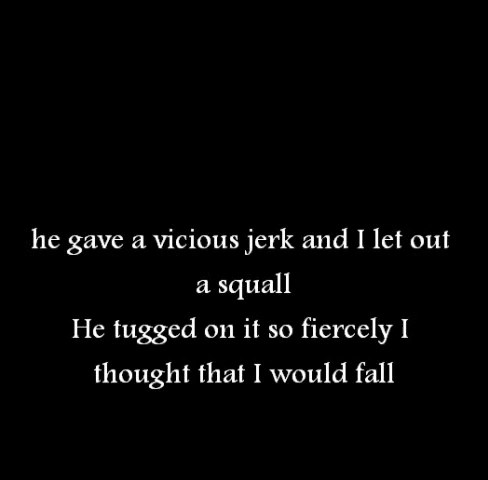 he gave a vicious jerk and I let out
a squall
He tugged on it so fiercely I
thought that I would fall